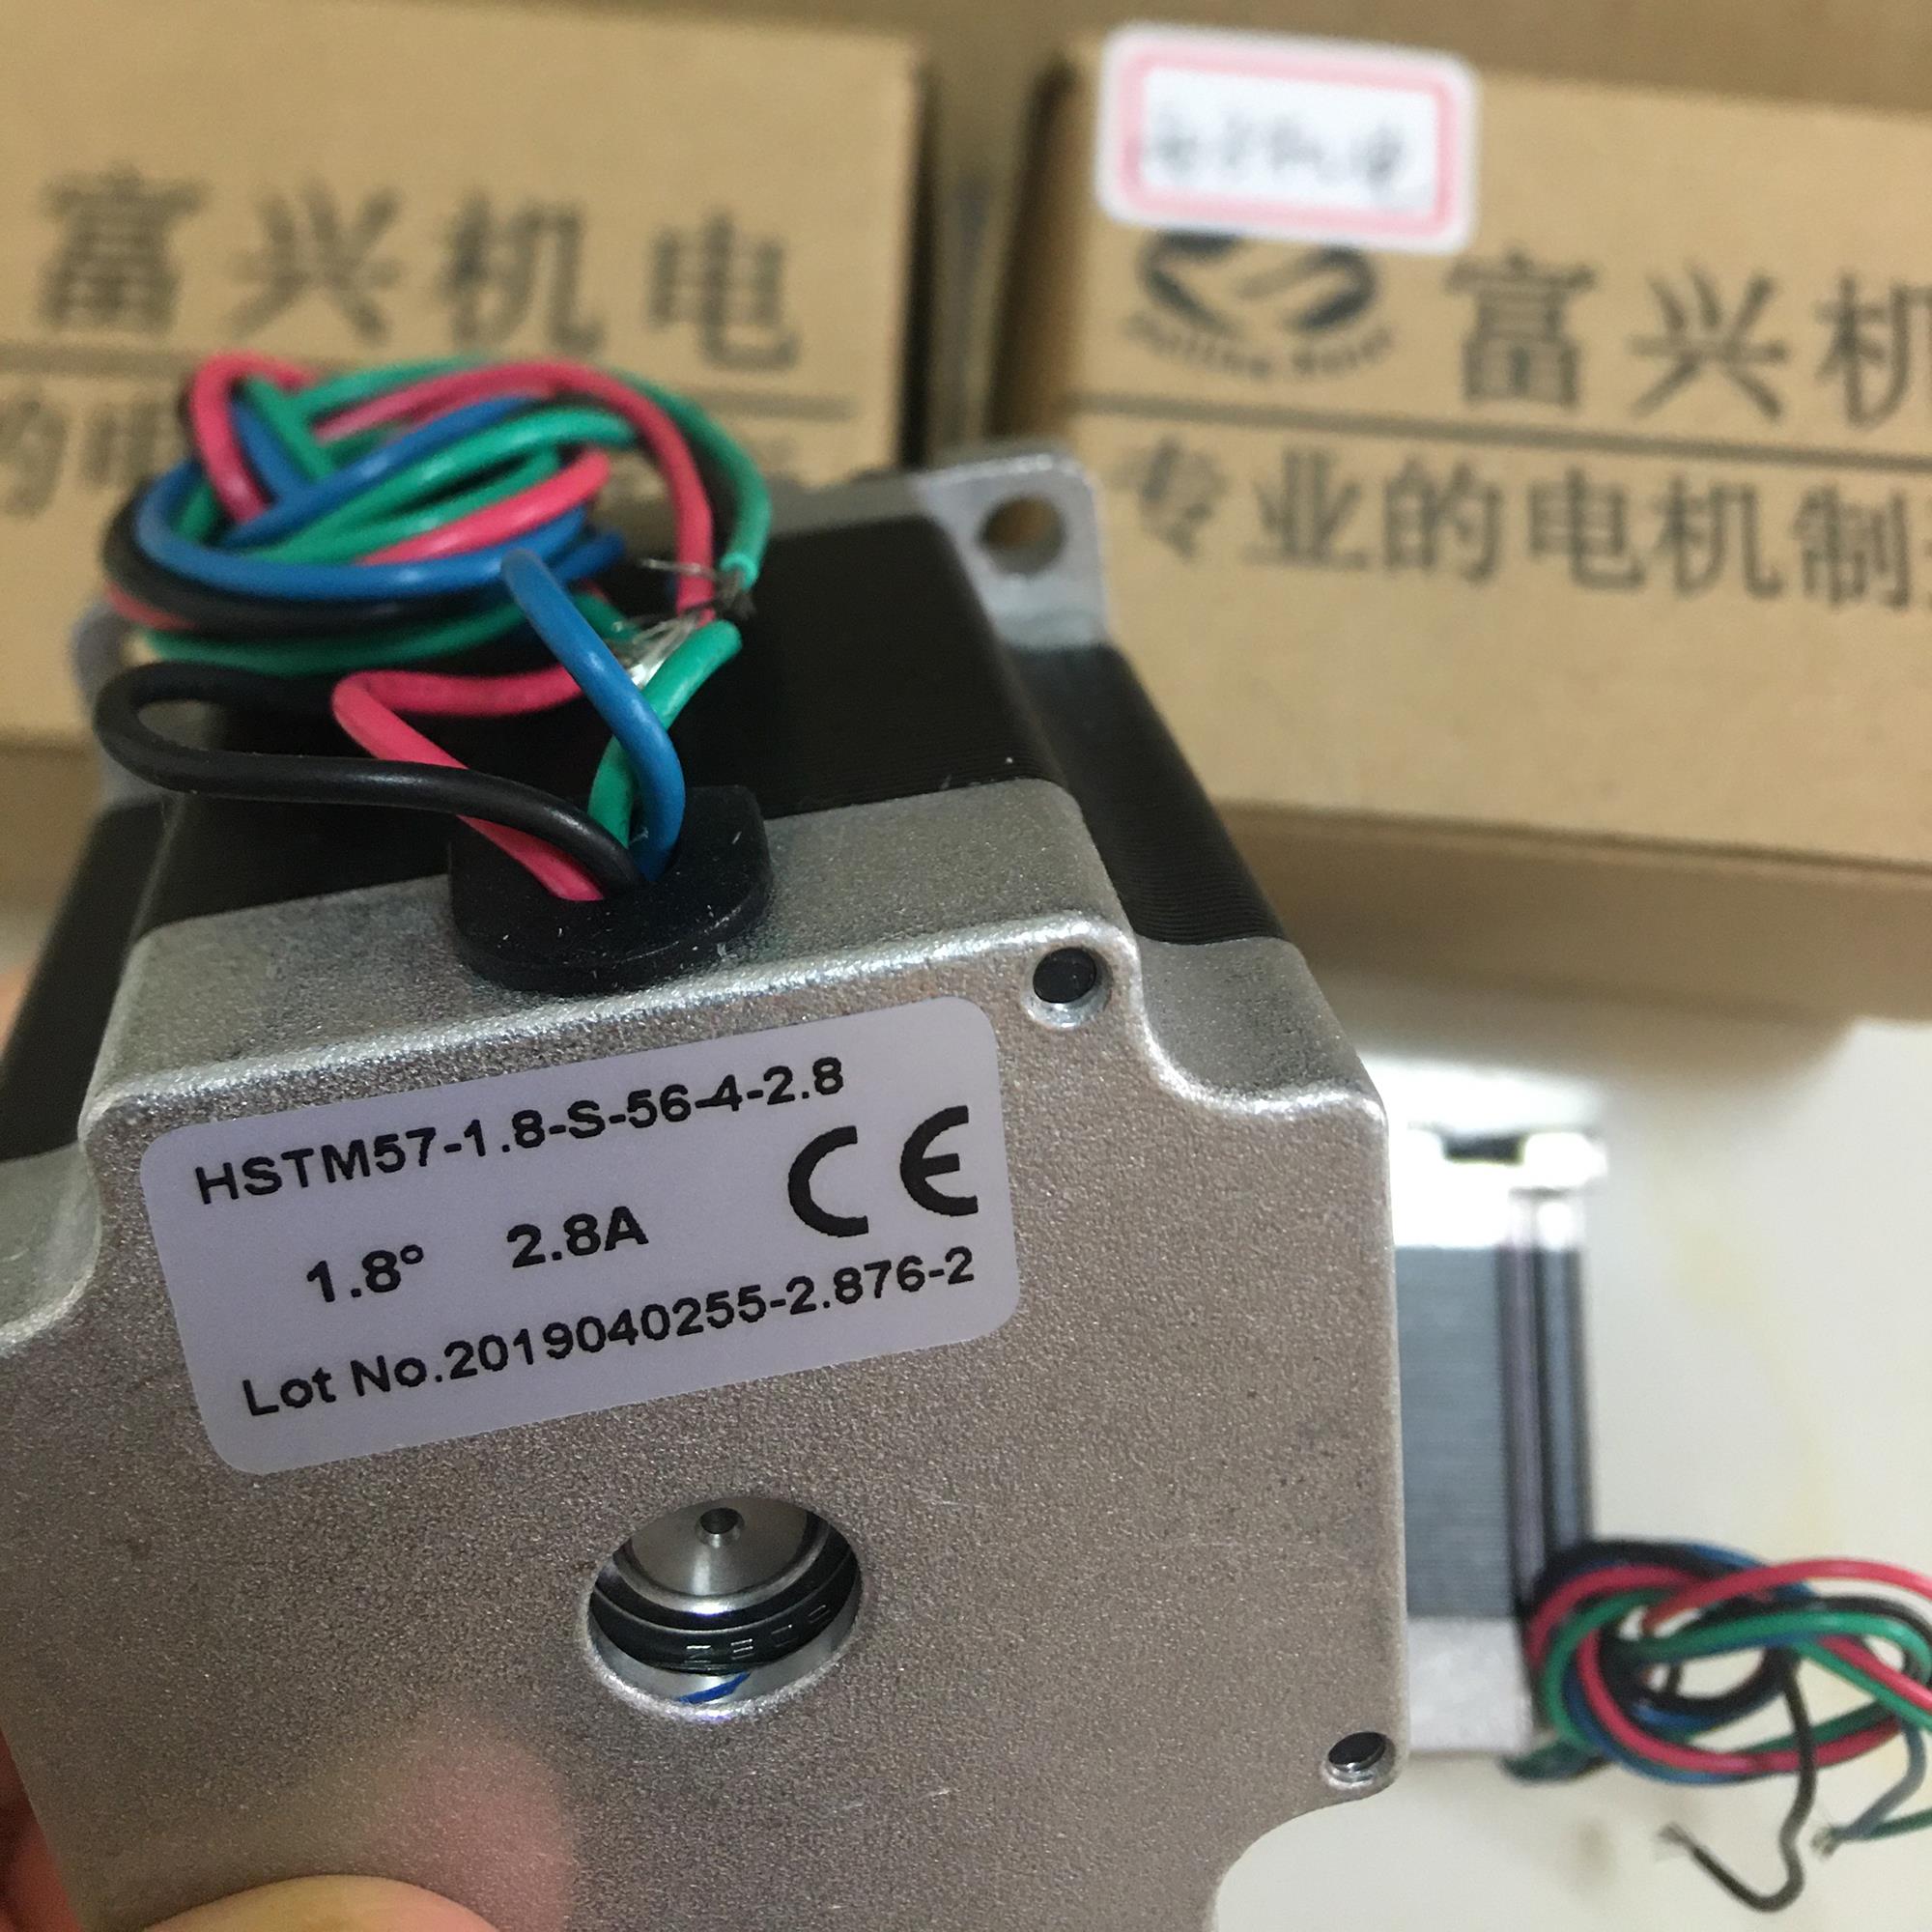 富兴机电
的电
富兴机
专业的电机制
HSTM57-1.8-S-56-4-2.8
1.8° 2.8A CE
Lot No.2019040255-2.876-2